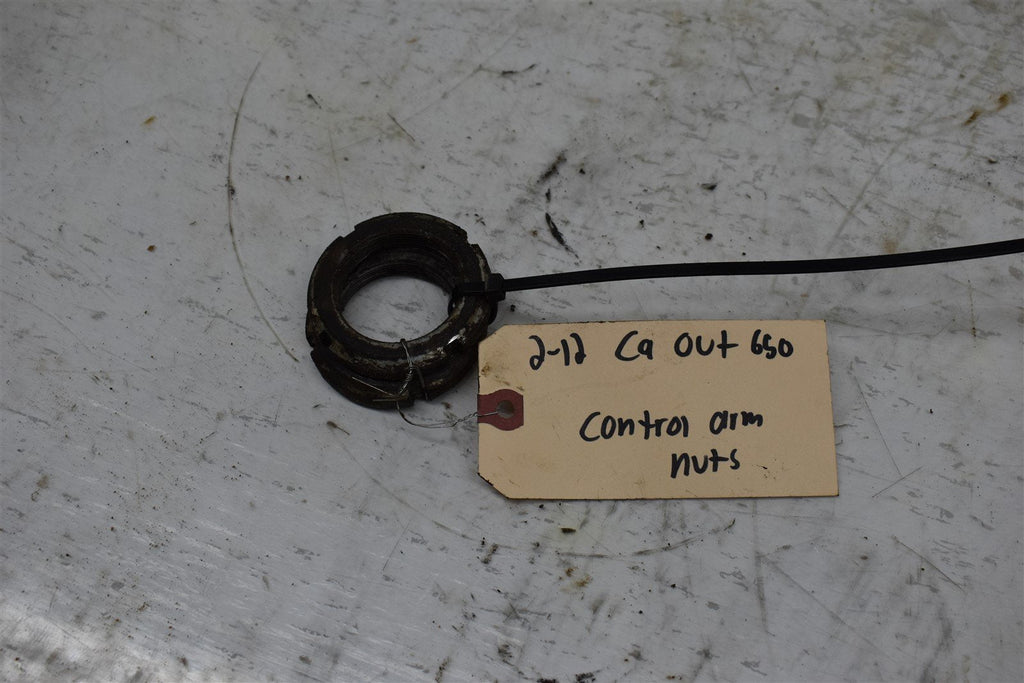 2-12 Ca Out 650
Control arm
nuts